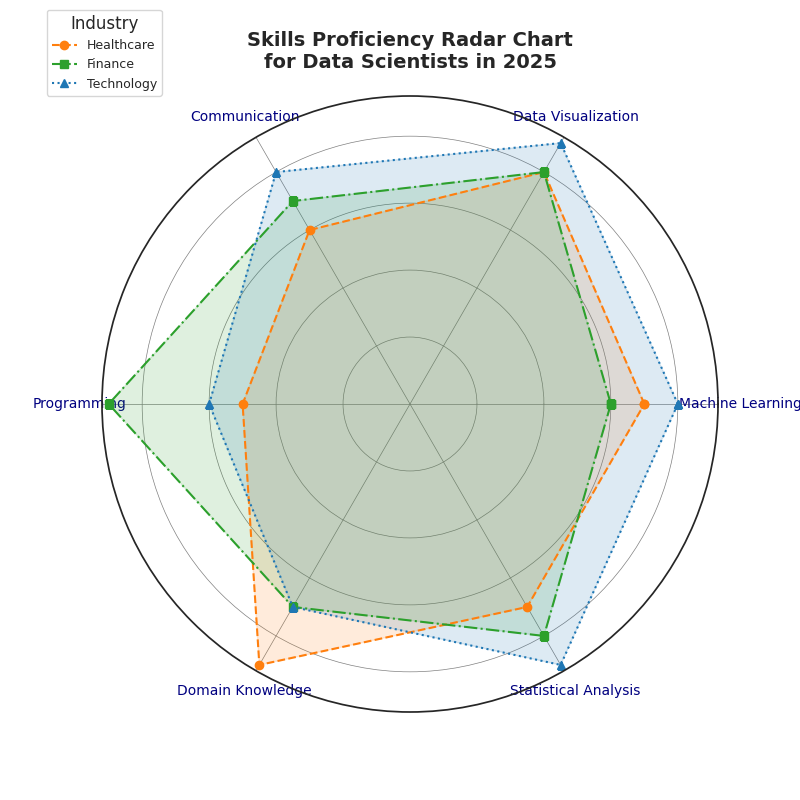 Industry
Healthcare
Finance
Technology
Skills Proficiency Radar Chart
for Data Scientists in 2025
Communication
Data Visualization
Programming
Machine Learning
Domain Knowledge
Statistical Analysis